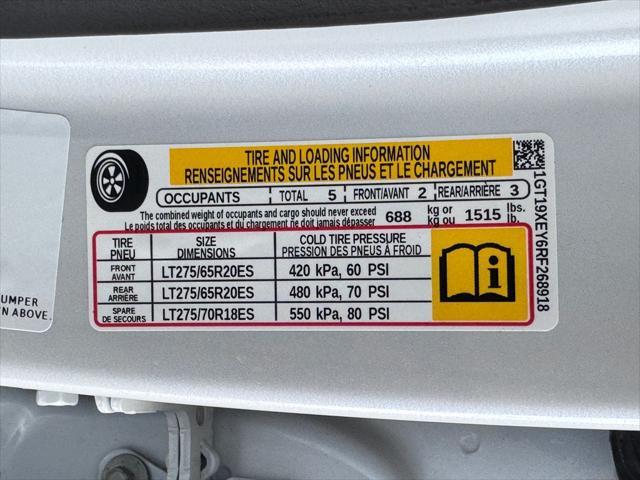 TIRE AND LOADING INFORMATION
RENSEIGNEMENTS SUR LES PNEUS ET LE CHARGEMENT
OCCUPANTS TOTAL 5 FRONT/AVANT 2 REAR/ARRIÈRE 3
The combined weight of occupants and cargo should never exceed 688 kg or 1515 lbs.
Le poids total des occupants et du chargement ne doit jamais dépasser kg ou lb.
TIRE SIZE COLD TIRE PRESSURE
PNEU DIMENSIONS PRESSION DES PNEUS À FROID
FRONT
AVANT LT275/65R20ES 420 kPa, 60 PSI
REAR
ARRIÈRE LT275/65R20ES 480 kPa, 70 PSI
SPARE
DE SECOURS LT275/70R18ES 550 kPa, 80 PSI
1GT19XEY6RF268918
UMPER
N ABOVE.